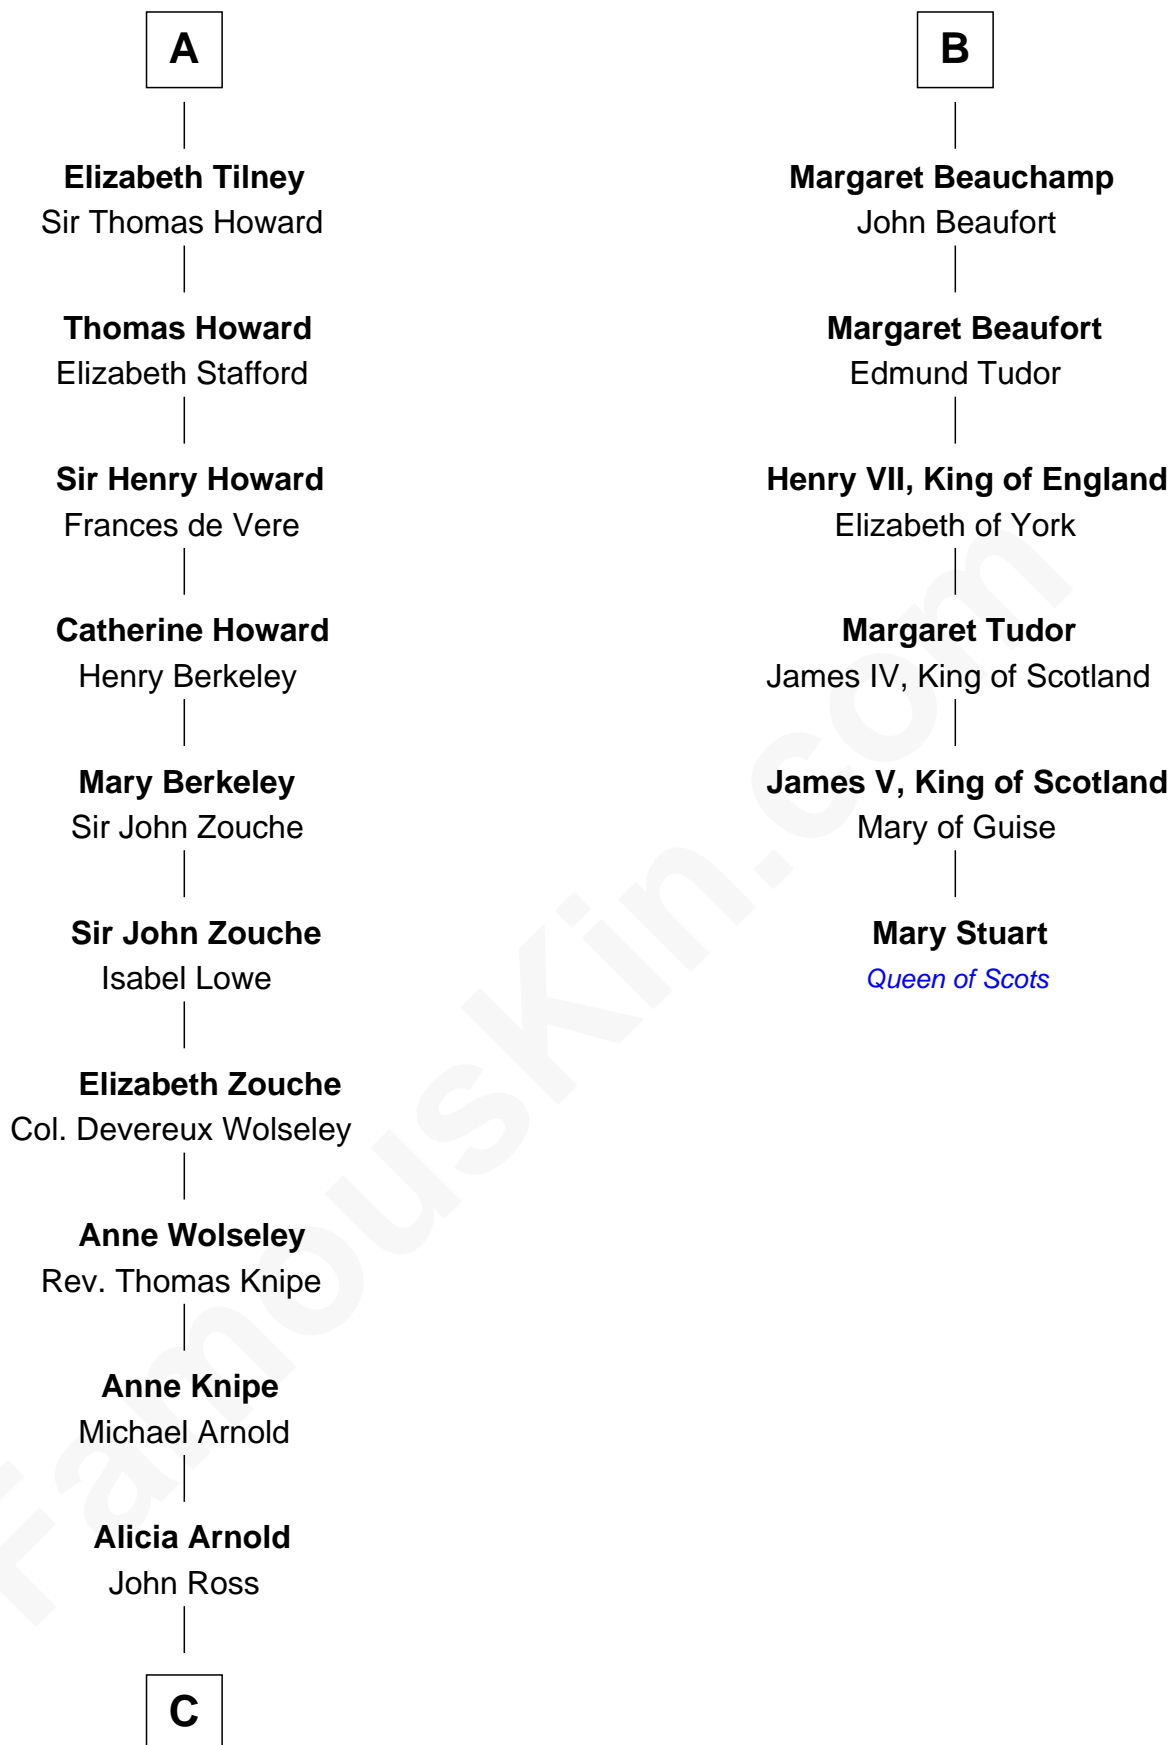 A
Elizabeth Tilney
Sir Thomas Howard
Thomas Howard
Elizabeth Stafford
Sir Henry Howard
Frances de Vere
Catherine Howard
Henry Berkeley
Mary Berkeley
Sir John Zouche
Sir John Zouche
Isabel Lowe
Elizabeth Zouche
Col. Devereux Wolseley
Anne Wolseley
Rev. Thomas Knipe
Anne Knipe
Michael Arnold
Alicia Arnold
John Ross
C
B
Margaret Beauchamp
John Beaufort
Margaret Beaufort
Edmund Tudor
Henry VII, King of England
Elizabeth of York
Margaret Tudor
James IV, King of Scotland
James V, King of Scotland
Mary of Guise
Mary Stuart
Queen of Scots
FamousKin.com